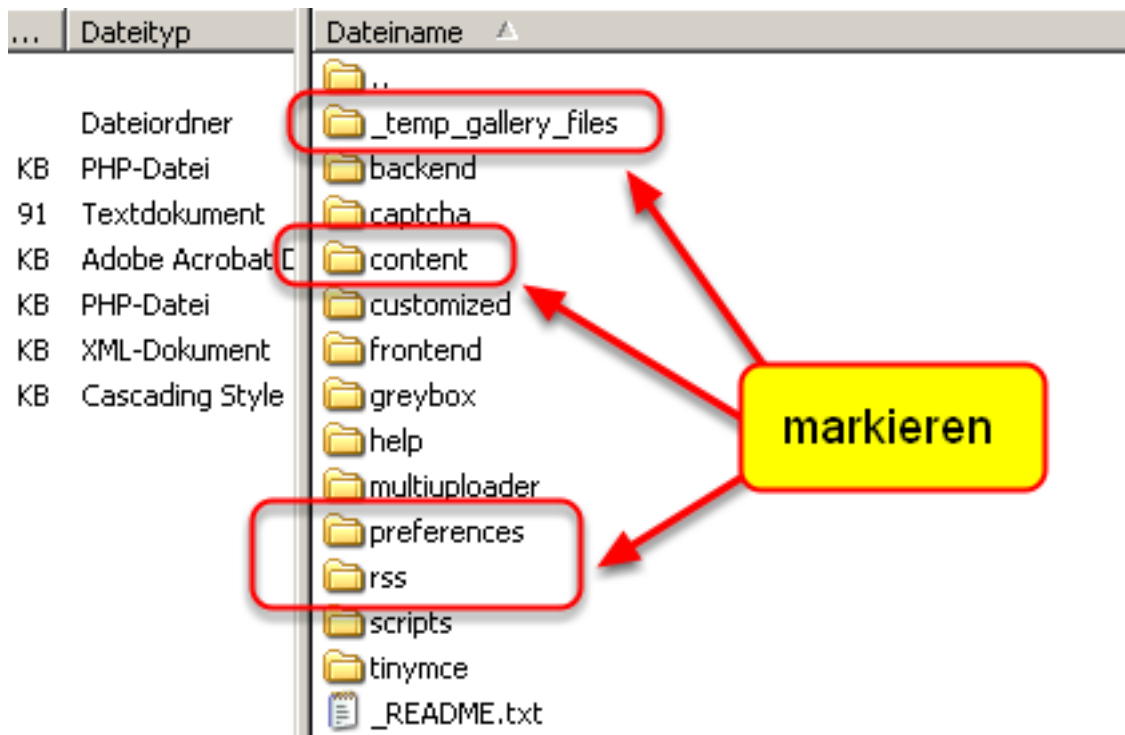 ... Dateityp Dateiname
..
Dateiordner _temp_gallery_files
KB PHP-Datei backend
91 Textdokument captcha
KB Adobe Acrobat D content
KB PHP-Datei customized
KB XML-Dokument frontend
KB Cascading Style greybox
help
markieren
multiuploader
preferences
rss
scripts
tinymce
_README.txt